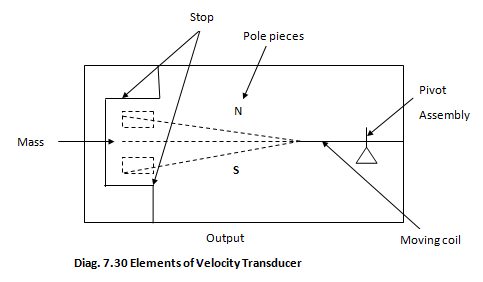 Stop
Pole pieces
N
Pivot
Assembly
Mass
S
Output
Moving coil
Diag. 7.30 Elements of Velocity Transducer